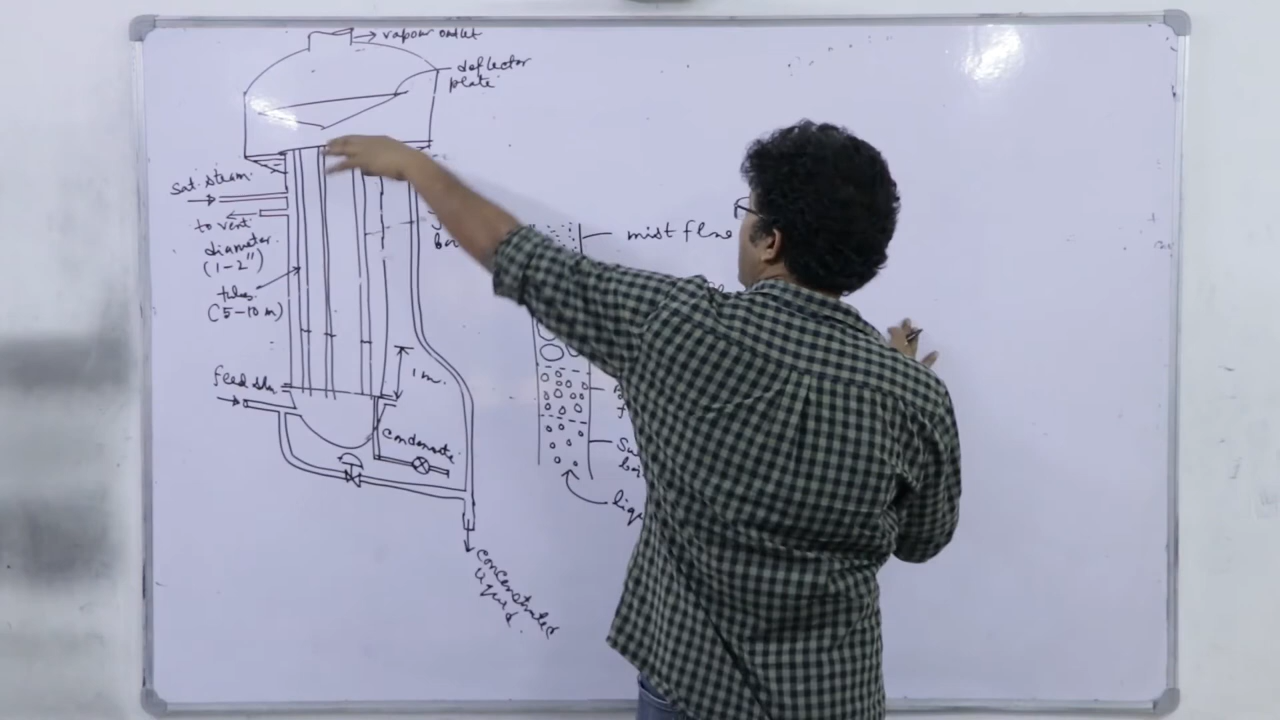 vapour outlet
deflector
plate
sat. steam
to vent
diameter
(1-2")
tubes
(5-10 m)
1 m.
feed sln.
condensate
mist flow
concentrated
liquid.